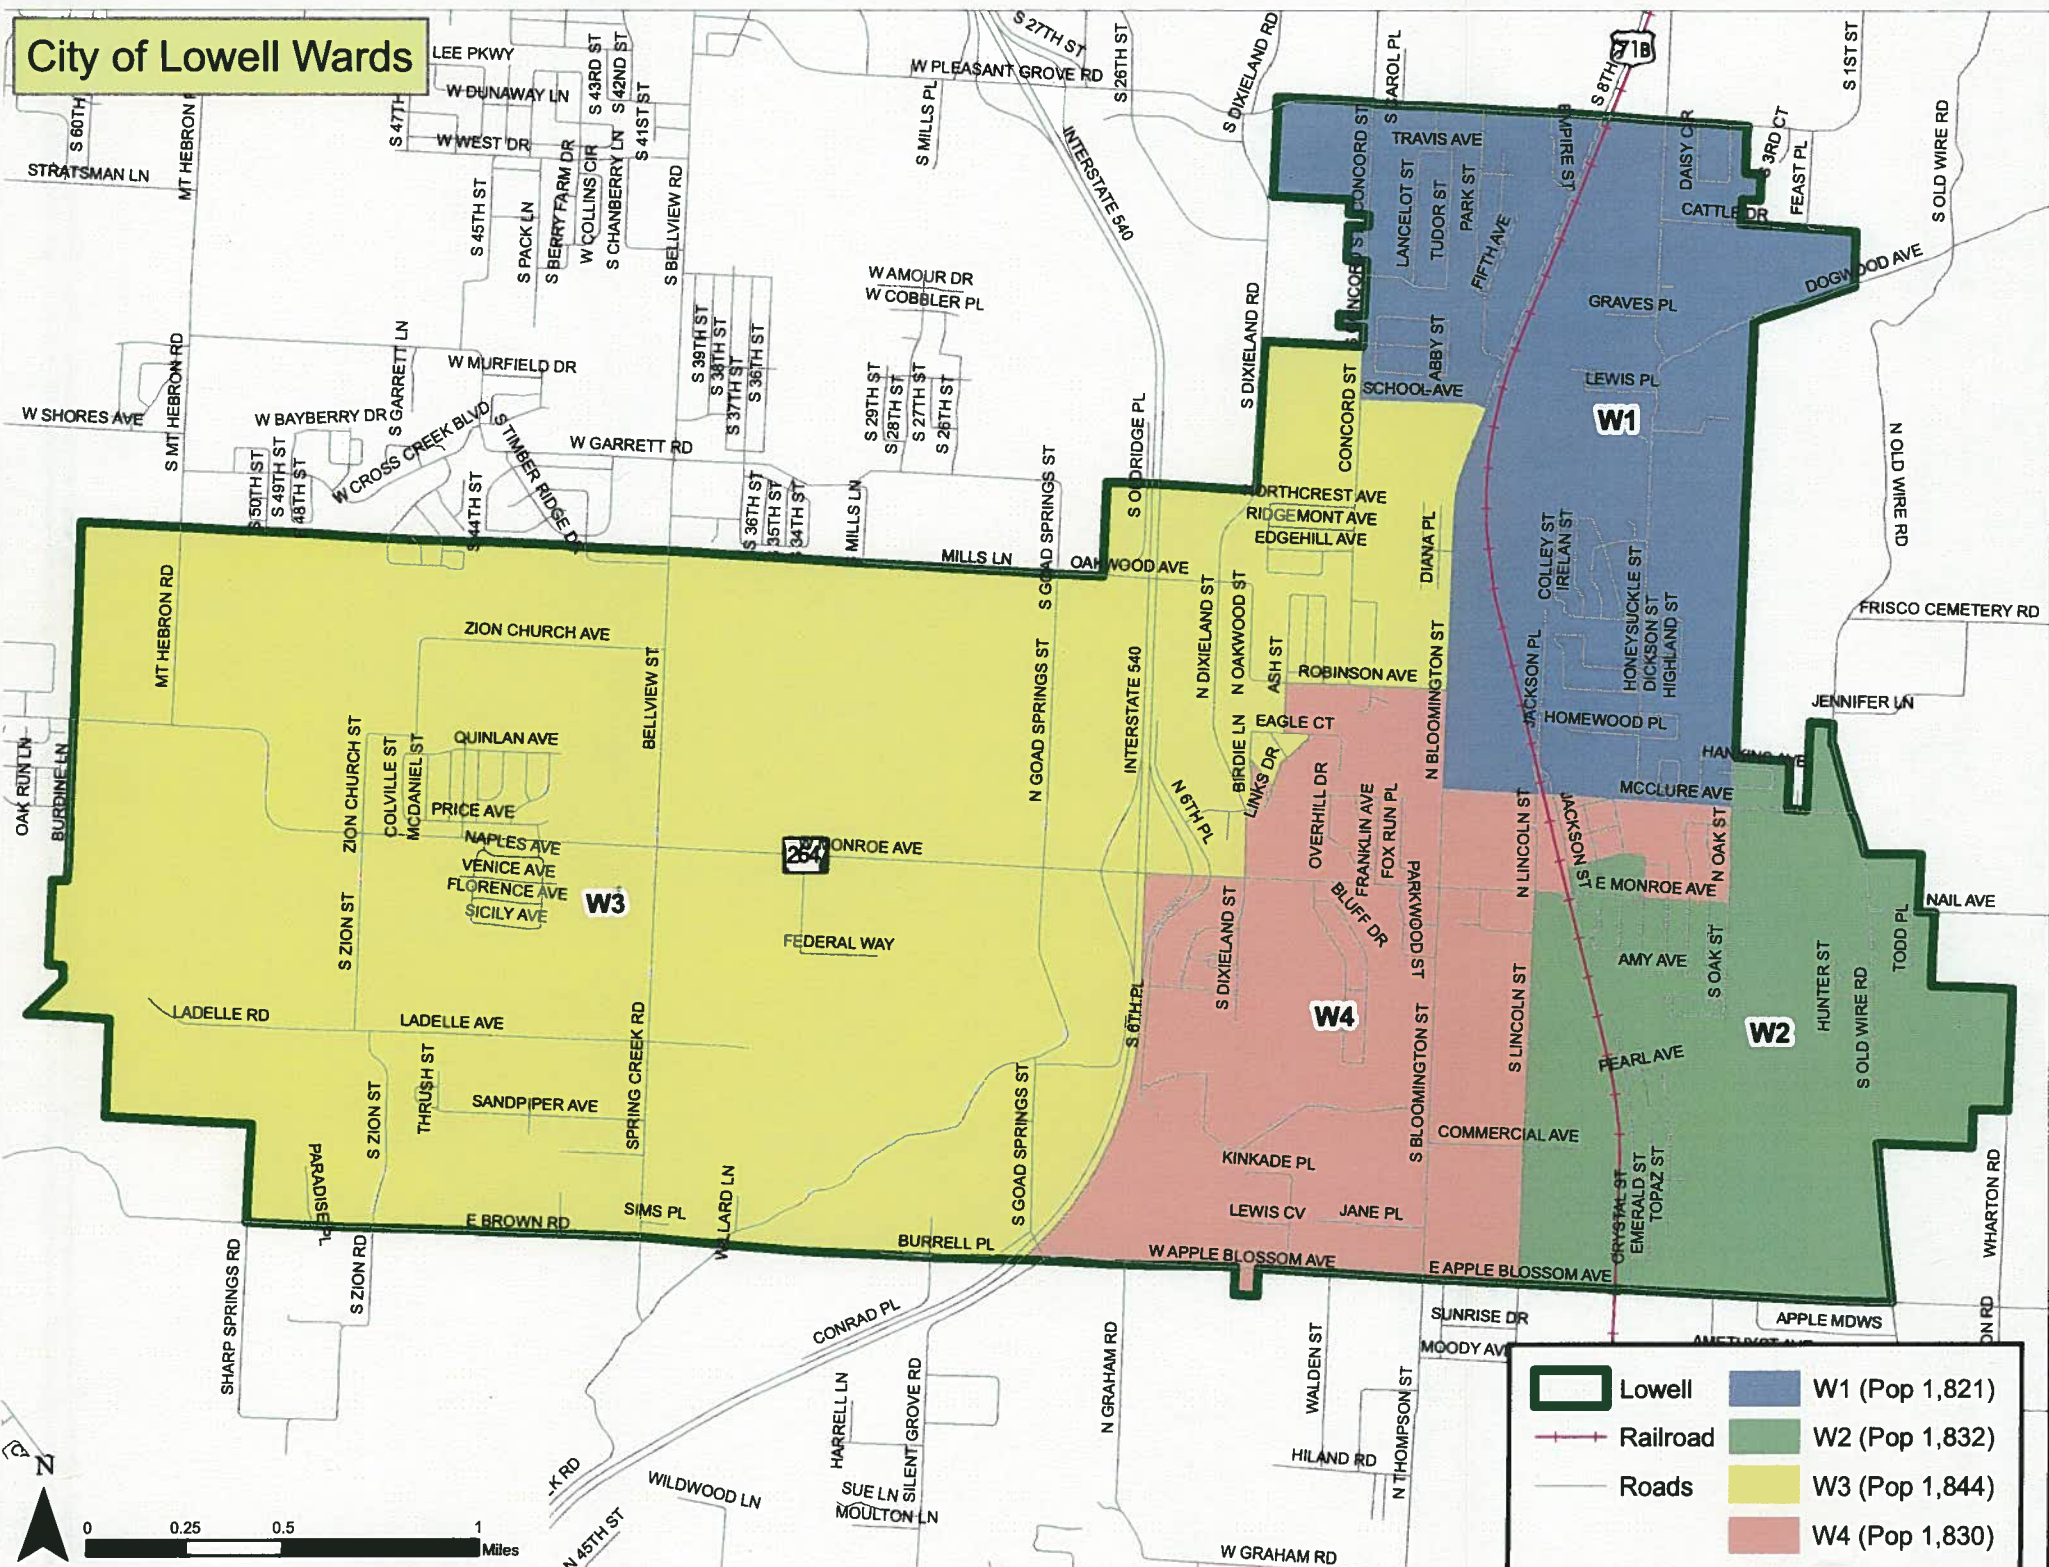 City of Lowell Wards
LEE PKWY
W DUNAWAY LN
W WEST DR
S 60TH
STRATSMAN LN
MT HEBRON
S 47TH
S 43RD ST
S 42ND ST
S 41ST ST
S 45TH ST
S PACK LN
S BERRY FARM DR
W COLLINS CIR
S CHANBERRY LN
S BELLVIEW RD
S MILLS PL
W PLEASANT GROVE RD
S 27TH ST
S 26TH ST
S DIXIELAND RD
INTERSTATE 540
S CAROL PL
S 8TH
71B
S 1ST ST
S OLD WIRE RD
TRAVIS AVE
EMPIRE ST
DAISY CIR
S 3RD CT
FEAST PL
CONCORD ST
LANCELOT ST
TUDOR ST
PARK ST
FIFTH AVE
CATTLE DR
DOGWOOD AVE
GRAVES PL
ABBY ST
SCHOOL AVE
LEWIS PL
W1
W AMOUR DR
W COBBLER PL
S 39TH ST
S 38TH ST
S 37TH ST
S 36TH ST
S 29TH ST
S 28TH ST
S 27TH ST
S 26TH ST
S DIXIELAND RD
S MT HEBRON RD
S GARRETT LN
W MURFIELD DR
W SHORES AVE
W BAYBERRY DR
W CROSS CREEK BLVD
S TIMBER RIDGE DR
W GARRETT RD
S 50TH ST
S 49TH ST
48TH ST
S 44TH ST
S 36TH ST
35TH ST
34TH ST
MILLS LN
MILLS LN
S GOAD SPRINGS ST
S OLDRIDGE PL
OAKWOOD AVE
CONCORD ST
NORTHCREST AVE
RIDGEMONT AVE
EDGEHILL AVE
DIANA PL
N OLD WIRE RD
COLLEY ST
IRELAN ST
HONEYSUCKLE ST
DICKSON ST
HIGHLAND ST
FRISCO CEMETERY RD
JENNIFER LN
MT HEBRON RD
ZION CHURCH AVE
BELLVIEW ST
N GOAD SPRINGS ST
INTERSTATE 540
N DIXIELAND ST
N OAKWOOD ST
ASH ST
ROBINSON AVE
N BLOOMINGTON ST
JACKSON PL
HOMEWOOD PL
HANKINS AVE
MCCLURE AVE
OAK RUN LN
BURDINE LN
ZION CHURCH ST
COLVILLE ST
MCDANIEL ST
QUINLAN AVE
PRICE AVE
NAPLES AVE
VENICE AVE
FLORENCE AVE
SICILY AVE
W3
264
W MONROE AVE
FEDERAL WAY
N 6TH PL
BIRDIE LN
LINKS DR
EAGLE CT
OVERHILL DR
FRANKLIN AVE
FOX RUN PL
PARKWOOD ST
BLUFF DR
N LINCOLN ST
JACKSON ST
N OAK ST
E MONROE AVE
NAIL AVE
S ZION ST
LADELLE RD
LADELLE AVE
S 6TH PL
S DIXIELAND ST
W4
S LINCOLN ST
AMY AVE
S OAK ST
W2
HUNTER ST
S OLD WIRE RD
TODD PL
PEARL AVE
S ZION ST
THRUSH ST
SANDPIPER AVE
SPRING CREEK RD
S GOAD SPRINGS ST
S BLOOMINGTON ST
COMMERCIAL AVE
KINKADE PL
LEWIS CV
JANE PL
CRYSTAL ST
EMERALD ST
TOPAZ ST
WHARTON RD
PARADISE PL
E BROWN RD
SIMS PL
WILLARD LN
BURRELL PL
W APPLE BLOSSOM AVE
E APPLE BLOSSOM AVE
SHARP SPRINGS RD
S ZION RD
CONRAD PL
SUNRISE DR
MOODY AVE
APPLE MDWS
AMETHYST AVE
ON RD
N GRAHAM RD
WALDEN ST
N THOMPSON ST
HARRELL LN
SILENT GROVE RD
HILAND RD
K RD
WILDWOOD LN
SUE LN
MOULTON LN
N 45TH ST
W GRAHAM RD
Lowell
Railroad
Roads
W1 (Pop 1,821)
W2 (Pop 1,832)
W3 (Pop 1,844)
W4 (Pop 1,830)
N
0 0.25 0.5 1
Miles